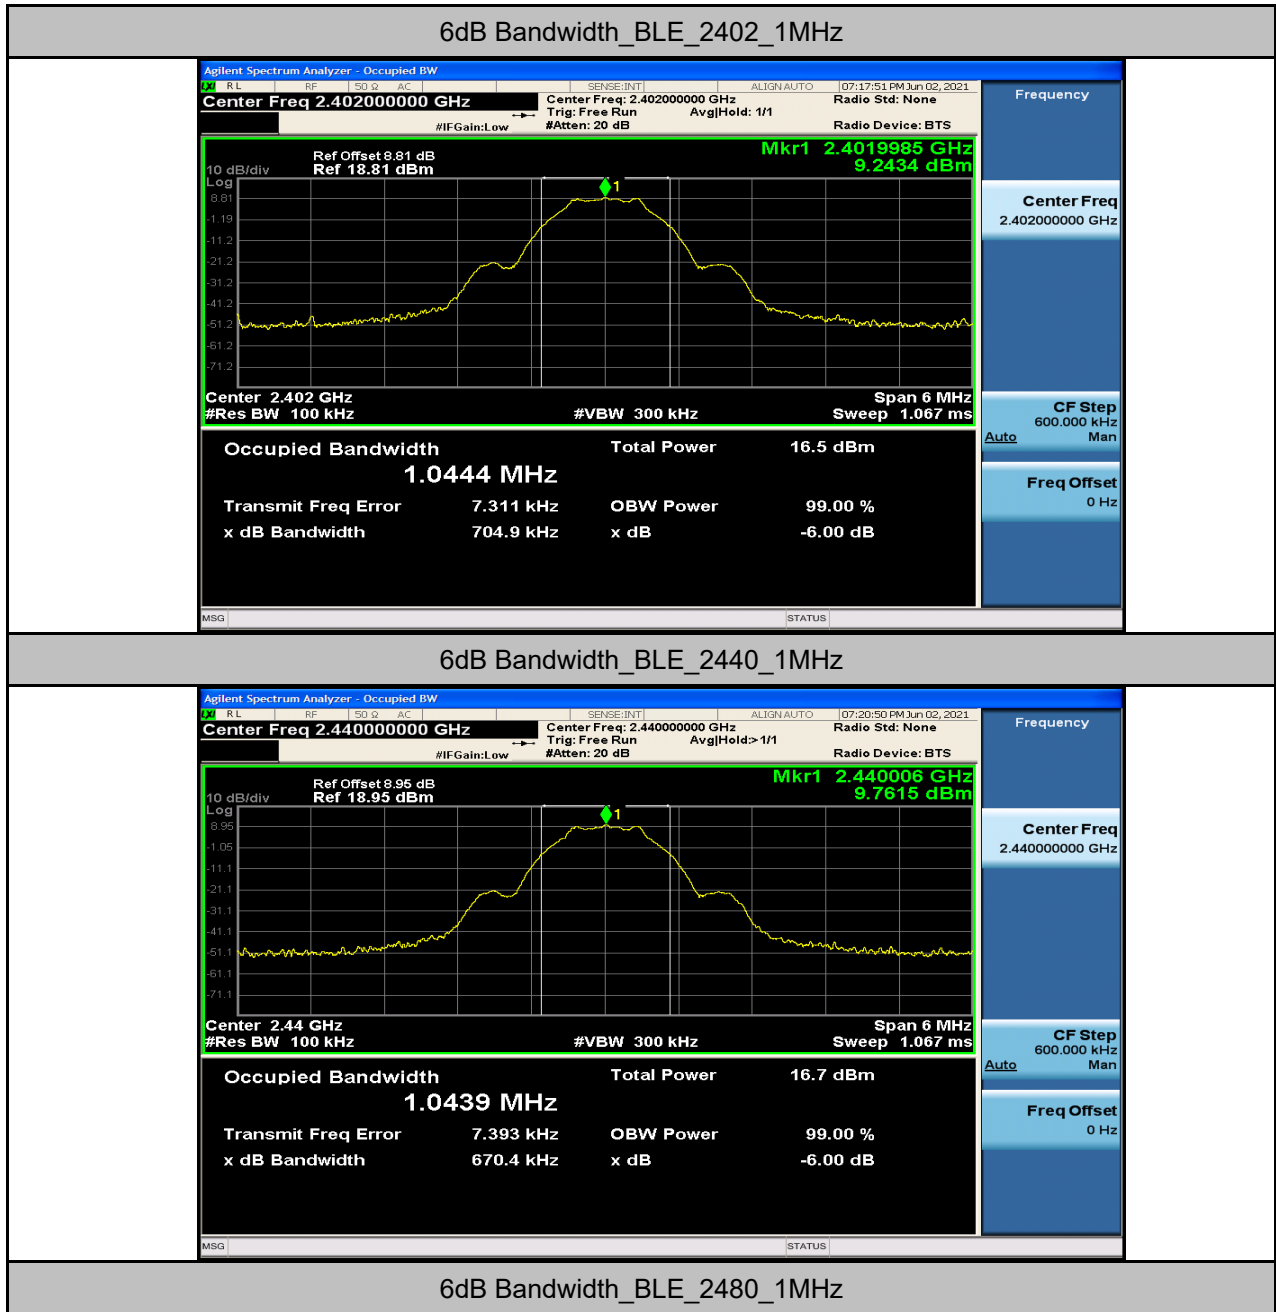 6dB Bandwidth_BLE_2402_1MHz
Agilent Spectrum Analyzer - Occupied BW
LXI RL RF 50 Ω AC SENSE:INT ALIGN AUTO 07:17:51 PM Jun 02, 2021
Center Freq 2.402000000 GHz Center Freq: 2.402000000 GHz Radio Std: None
Trig: Free Run Avg|Hold: 1/1
#IFGain:Low #Atten: 20 dB Radio Device: BTS
Mkr1 2.4019985 GHz
9.2434 dBm
Ref Offset 8.81 dB
10 dB/div Ref 18.81 dBm
Log
1
8.81
-1.19
-11.2
-21.2
-31.2
-41.2
-51.2
-61.2
-71.2
Center 2.402 GHz Span 6 MHz
#Res BW 100 kHz #VBW 300 kHz Sweep 1.067 ms
Occupied Bandwidth Total Power 16.5 dBm
1.0444 MHz
Transmit Freq Error 7.311 kHz OBW Power 99.00 %
x dB Bandwidth 704.9 kHz x dB -6.00 dB
MSG STATUS
Frequency
Center Freq
2.402000000 GHz
CF Step
600.000 kHz
Auto Man
Freq Offset
0 Hz
6dB Bandwidth_BLE_2440_1MHz
Agilent Spectrum Analyzer - Occupied BW
LXI RL RF 50 Ω AC SENSE:INT ALIGN AUTO 07:20:50 PM Jun 02, 2021
Center Freq 2.440000000 GHz Center Freq: 2.440000000 GHz Radio Std: None
Trig: Free Run Avg|Hold:>1/1
#IFGain:Low #Atten: 20 dB Radio Device: BTS
Mkr1 2.440006 GHz
9.7615 dBm
Ref Offset 8.95 dB
10 dB/div Ref 18.95 dBm
Log
1
8.95
-1.05
-11.1
-21.1
-31.1
-41.1
-51.1
-61.1
-71.1
Center 2.44 GHz Span 6 MHz
#Res BW 100 kHz #VBW 300 kHz Sweep 1.067 ms
Occupied Bandwidth Total Power 16.7 dBm
1.0439 MHz
Transmit Freq Error 7.393 kHz OBW Power 99.00 %
x dB Bandwidth 670.4 kHz x dB -6.00 dB
MSG STATUS
Frequency
Center Freq
2.440000000 GHz
CF Step
600.000 kHz
Auto Man
Freq Offset
0 Hz
6dB Bandwidth_BLE_2480_1MHz